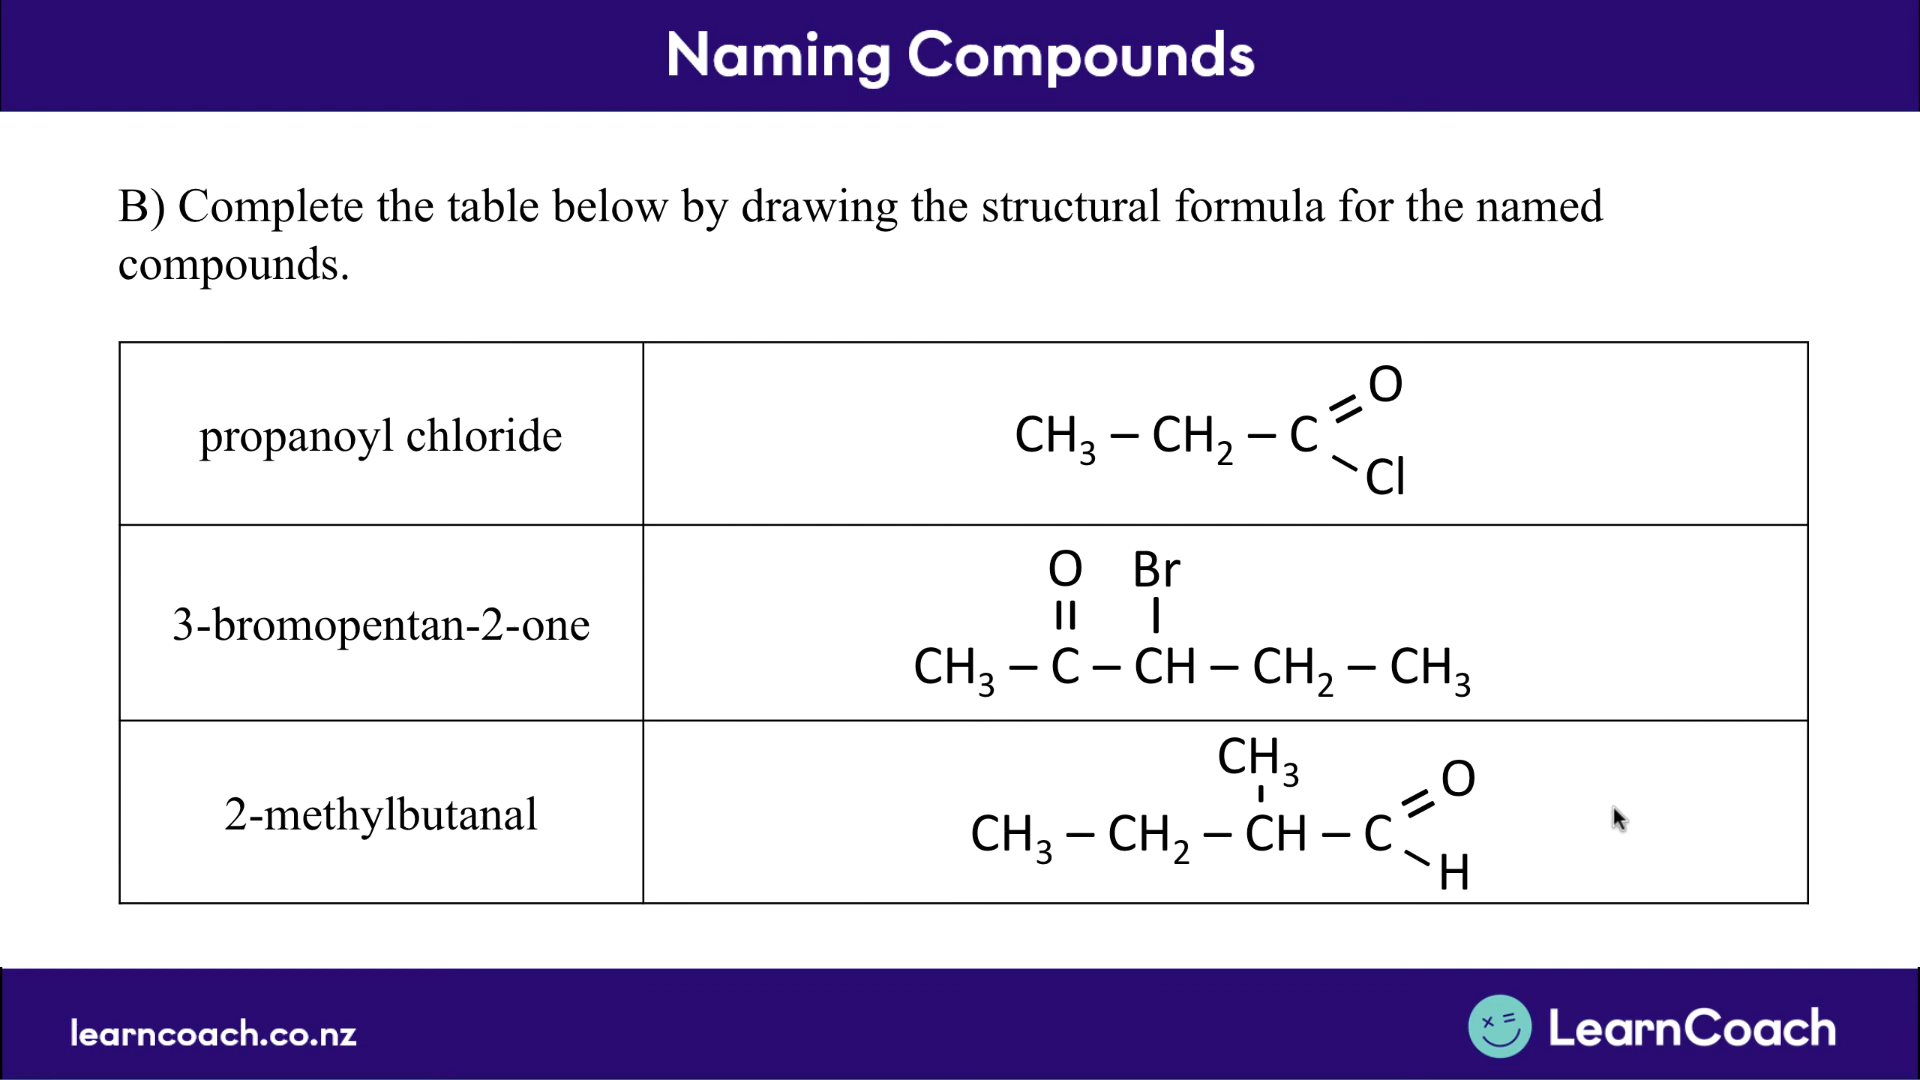 Naming Compounds
B) Complete the table below by drawing the structural formula for the named
compounds.
propanoyl chloride
O
CH₃ – CH₂ – C
Cl
3-bromopentan-2-one
O Br
CH₃ – C – CH – CH₂ – CH₃
2-methylbutanal
CH₃
O
CH₃ – CH₂ – CH – C
H
learncoach.co.nz
LearnCoach